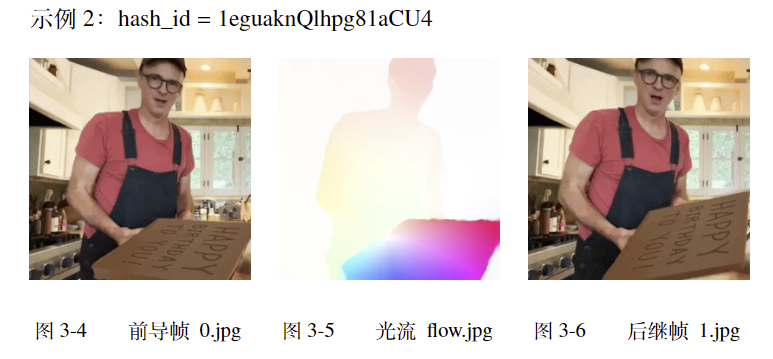 示例 2：hash_id = 1eguaknQlhpg81aCU4
HAPPY
BIRTHDAY
TO YOU!
HAPPY
BIRTHDAY
TO YOU!
图 3-4 前导帧 0.jpg 图 3-5 光流 flow.jpg 图 3-6 后继帧 1.jpg